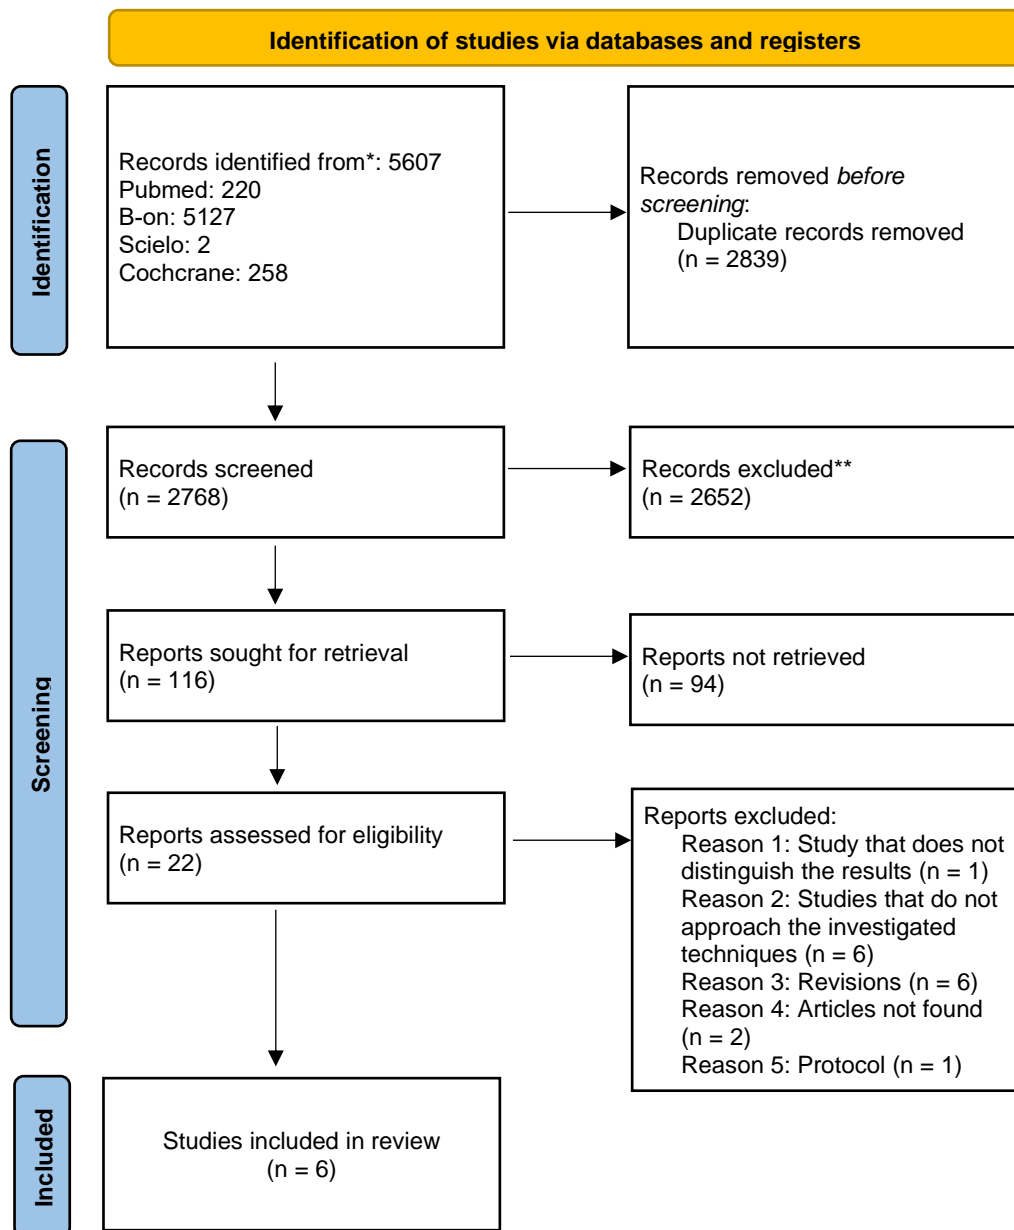 Identification of studies via databases and registers
Identification
Records identified from*: 5607
Pubmed: 220
B-on: 5127
Scielo: 2
Cochcrane: 258
Records removed before
screening:
Duplicate records removed
(n = 2839)
Screening
Records screened
(n = 2768)
Records excluded**
(n = 2652)
Reports sought for retrieval
(n = 116)
Reports not retrieved
(n = 94)
Reports assessed for eligibility
(n = 22)
Reports excluded:
Reason 1: Study that does not
distinguish the results (n = 1)
Reason 2: Studies that do not
approach the investigated
techniques (n = 6)
Reason 3: Revisions (n = 6)
Reason 4: Articles not found
(n = 2)
Reason 5: Protocol (n = 1)
Included
Studies included in review
(n = 6)